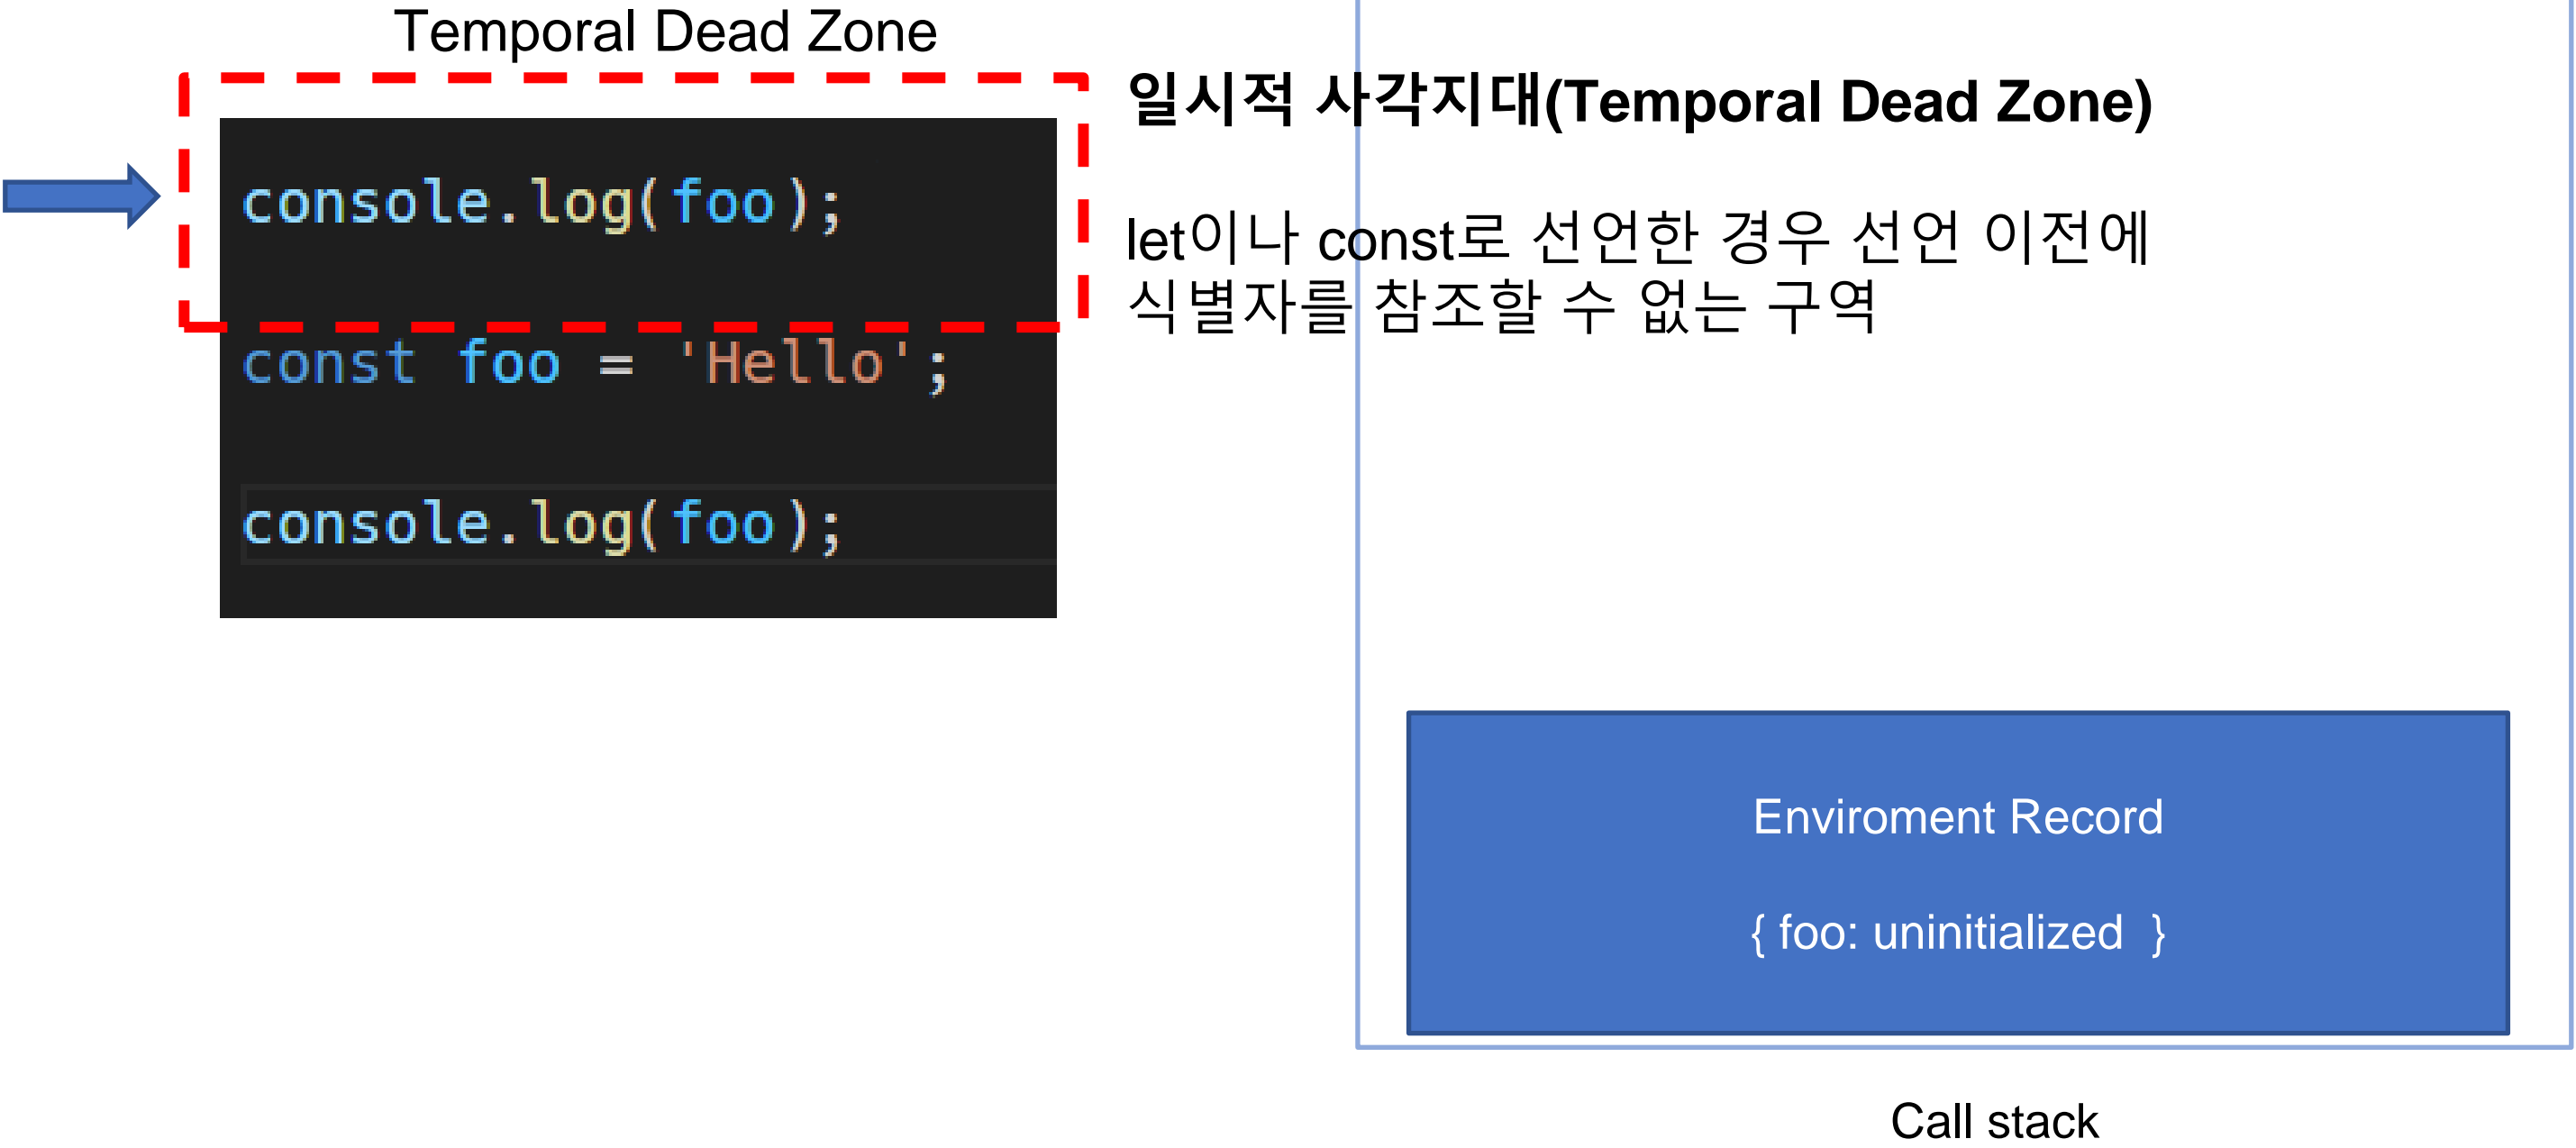 Temporal Dead Zone
console.log(foo);
const foo = 'Hello';
console.log(foo);
일시적 사각지대(Temporal Dead Zone)
let이나 const로 선언한 경우 선언 이전에
식별자를 참조할 수 없는 구역
Enviroment Record
{ foo: uninitialized  }
Call stack